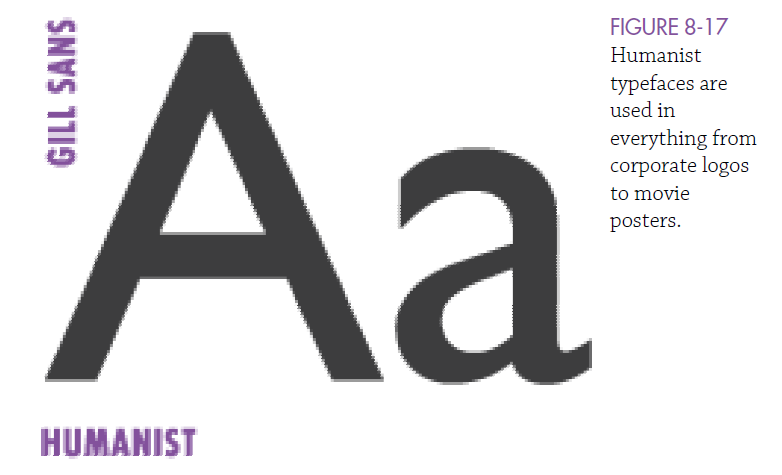 GILL SANS
Aa
HUMANIST
FIGURE 8-17
Humanist
typefaces are
used in
everything from
corporate logos
to movie
posters.